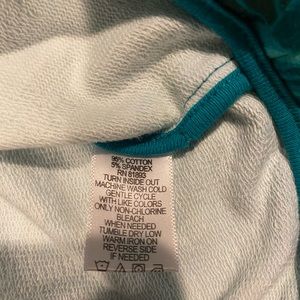 95% COTTON
5% SPANDEX
RN 81893
TURN INSIDE OUT
MACHINE WASH COLD
GENTLE CYCLE
WITH LIKE COLORS
ONLY NON-CHLORINE
BLEACH
WHEN NEEDED
TUMBLE DRY LOW
WARM IRON ON
REVERSE SIDE
IF NEEDED